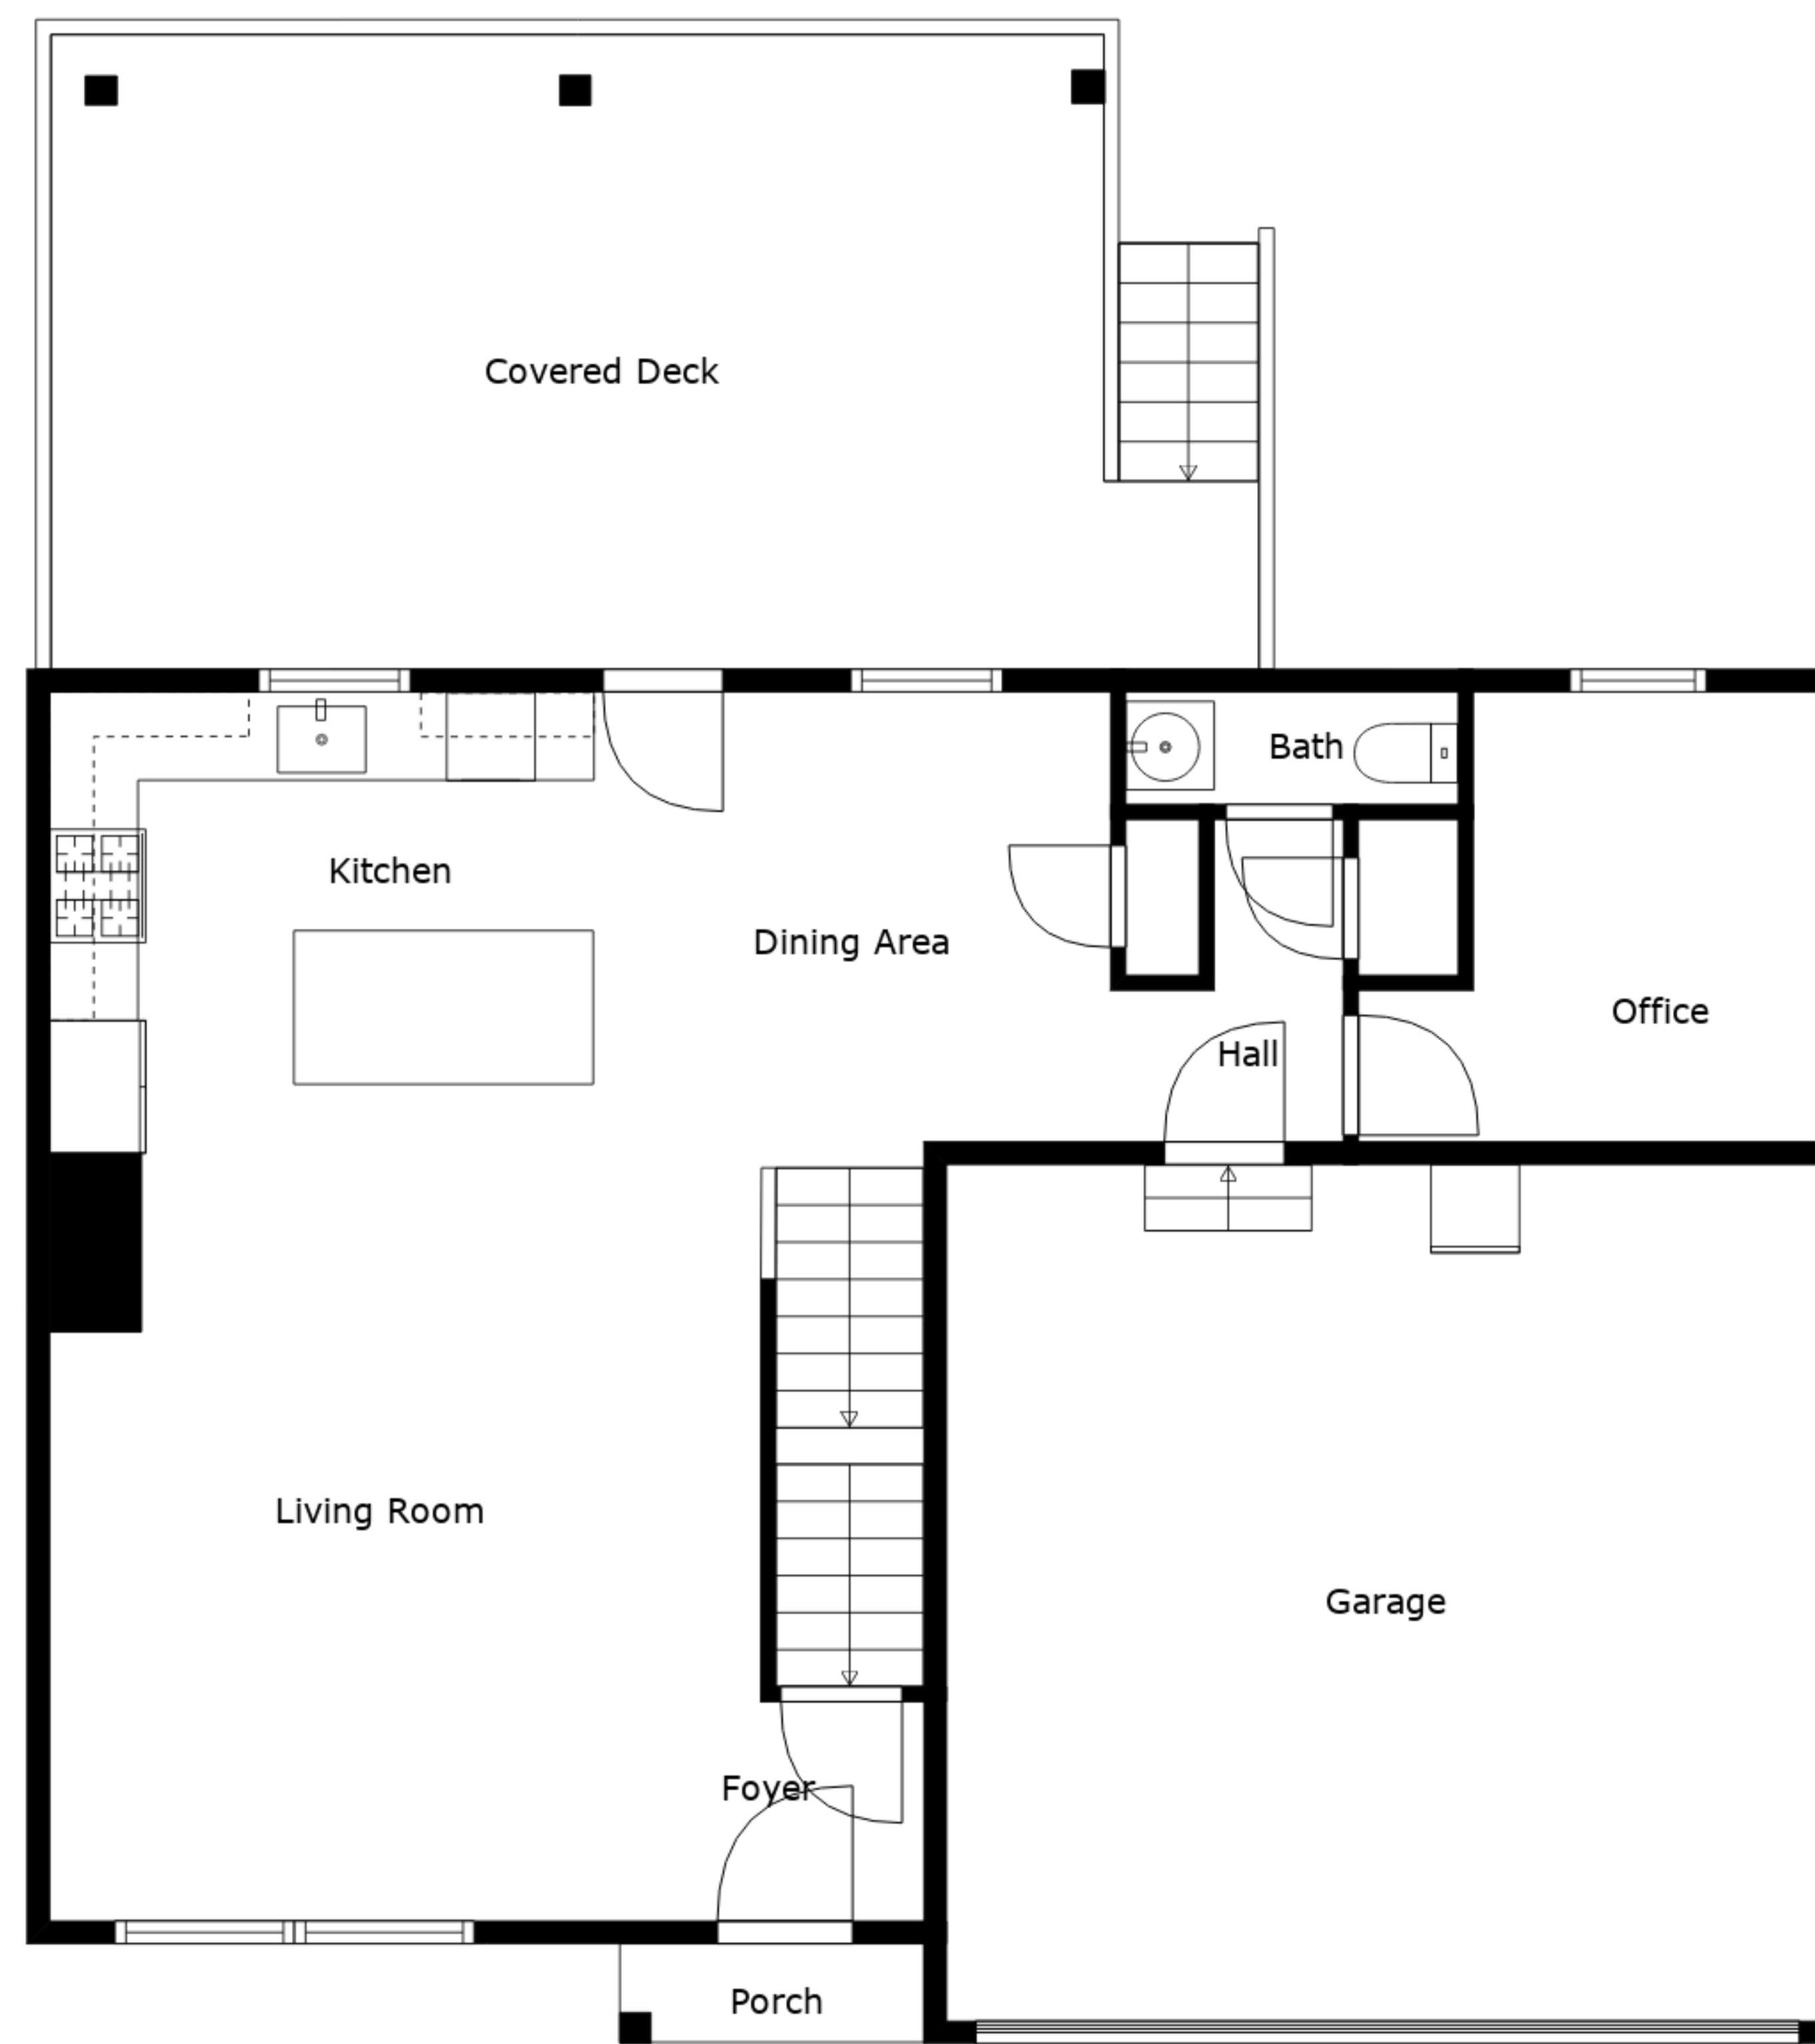 Covered Deck
Bath
Kitchen
Dining Area
Office
Hall
Living Room
Garage
Foyer
Porch